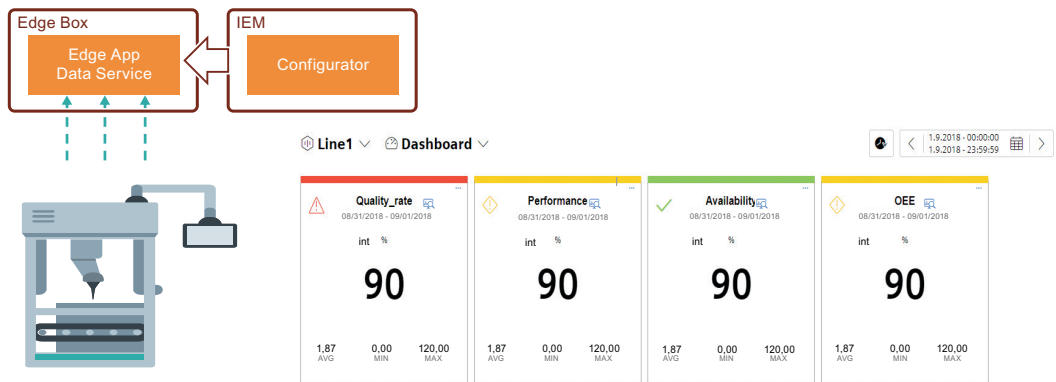 Edge Box
Edge App
Data Service
IEM
Configurator
Line1
Dashboard
1.9.2018 - 00:00:00
1.9.2018 - 23:59:59
Quality_rate
08/31/2018 - 09/01/2018
int %
90
1,87 0,00 120,00
AVG MIN MAX
Performance
08/31/2018 - 09/01/2018
int %
90
1,87 0,00 120,00
AVG MIN MAX
Availability
08/31/2018 - 09/01/2018
int %
90
1,87 0,00 120,00
AVG MIN MAX
OEE
08/31/2018 - 09/01/2018
int %
90
1,87 0,00 120,00
AVG MIN MAX